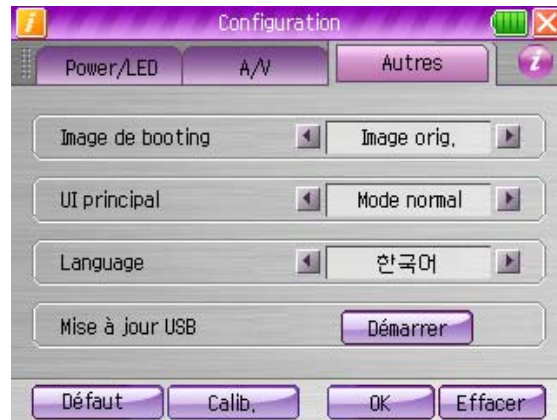 Configuration
Power/LED A/V Autres
Image de booting Image orig.
UI principal Mode normal
Language 한국어
Mise à jour USB Démarrer
Défaut Calib. OK Effacer